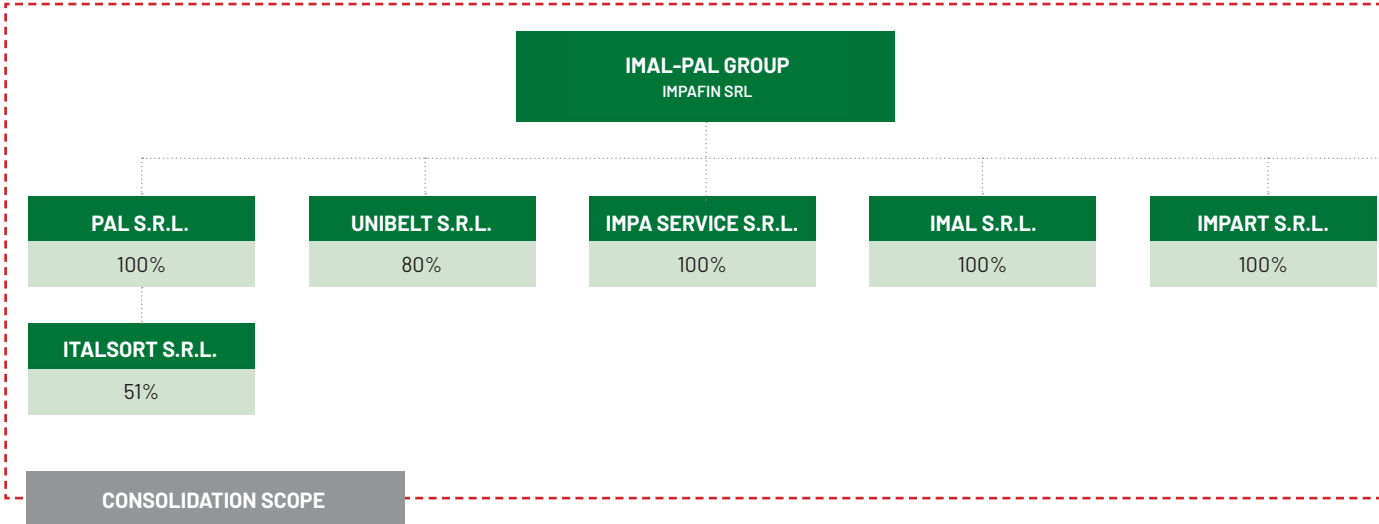 IMAL-PAL GROUP
IMPAFIN SRL
PAL S.R.L.
100%
UNIBELT S.R.L.
80%
IMPA SERVICE S.R.L.
100%
IMAL S.R.L.
100%
IMPART S.R.L.
100%
ITALSORT S.R.L.
51%
CONSOLIDATION SCOPE